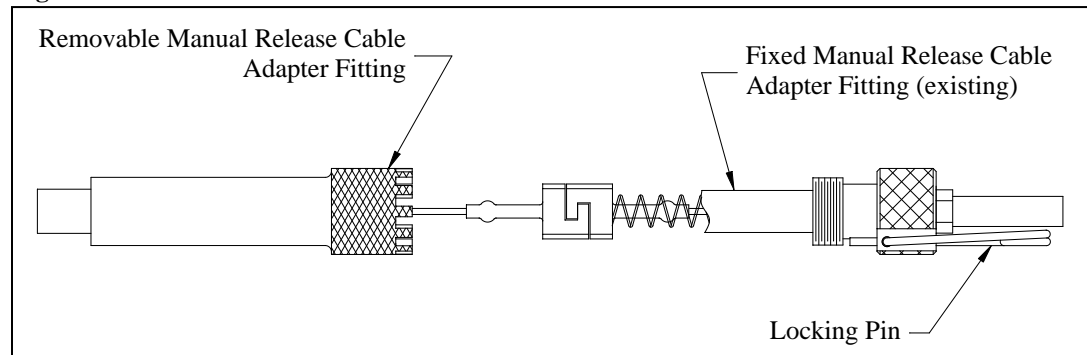 Removable Manual Release Cable
Adapter Fitting
Fixed Manual Release Cable
Adapter Fitting (existing)
Locking Pin